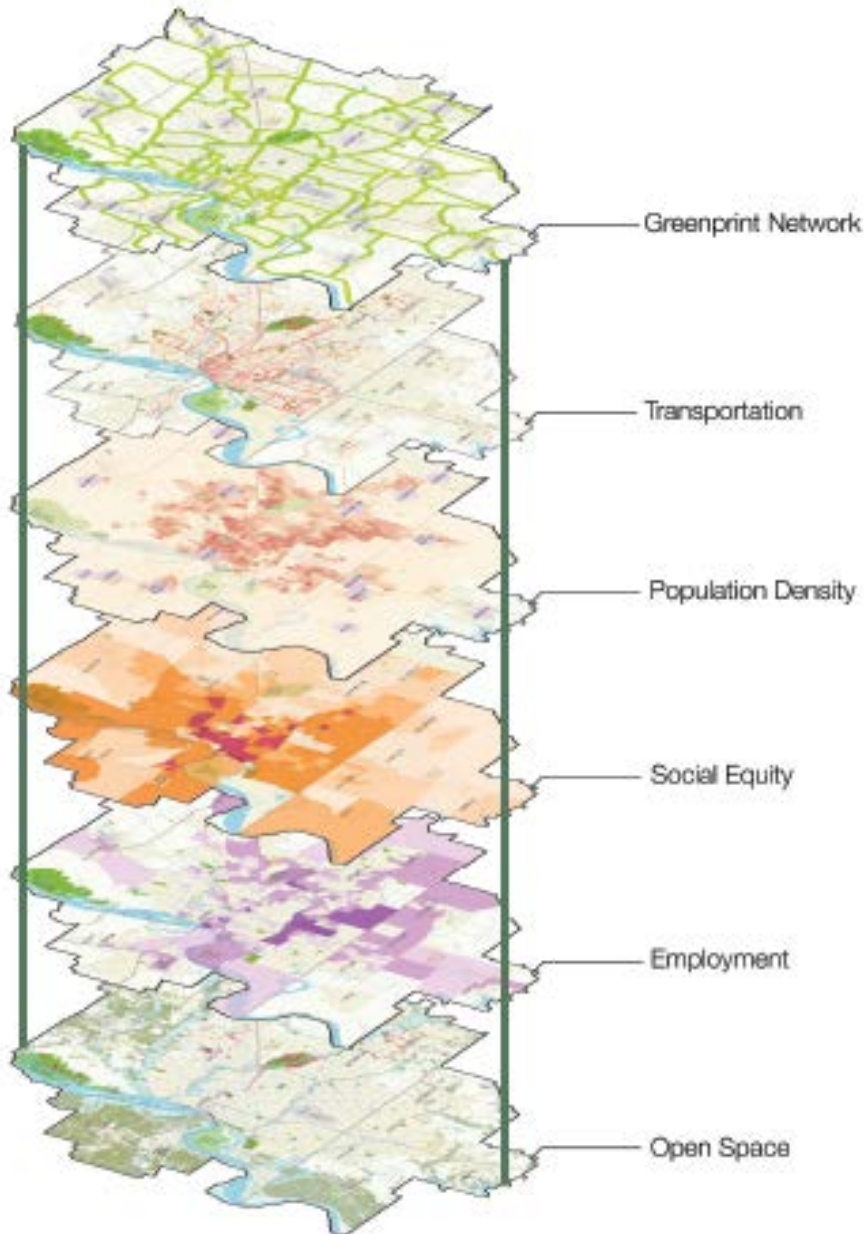 Greenprint Network
Transportation
Population Density
Social Equity
Employment
Open Space